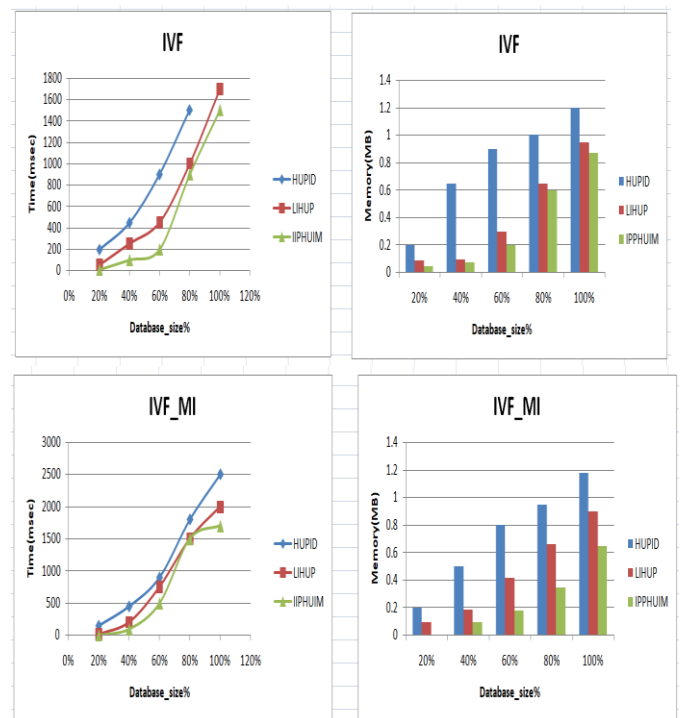 IVF
1800
1600
1400
1200
1000
800
600
400
200
0
Time(msec)
0% 20% 40% 60% 80% 100% 120%
Database_size%
HUPID
LIHUP
IIPHUIM
IVF
1.4
1.2
1
0.8
0.6
0.4
0.2
0
Memory(MB)
20% 40% 60% 80% 100%
Database_size%
HUPID
LIHUP
IPPHUIM
IVF_MI
3000
2500
2000
1500
1000
500
0
Time(msec)
0% 20% 40% 60% 80% 100% 120%
Database_size%
HUPID
LIHUP
IIPHUIM
IVF_MI
1.4
1.2
1
0.8
0.6
0.4
0.2
0
Memory(MB)
20% 40% 60% 80% 100%
Database_size%
HUPID
LIHUP
IPPHUIM